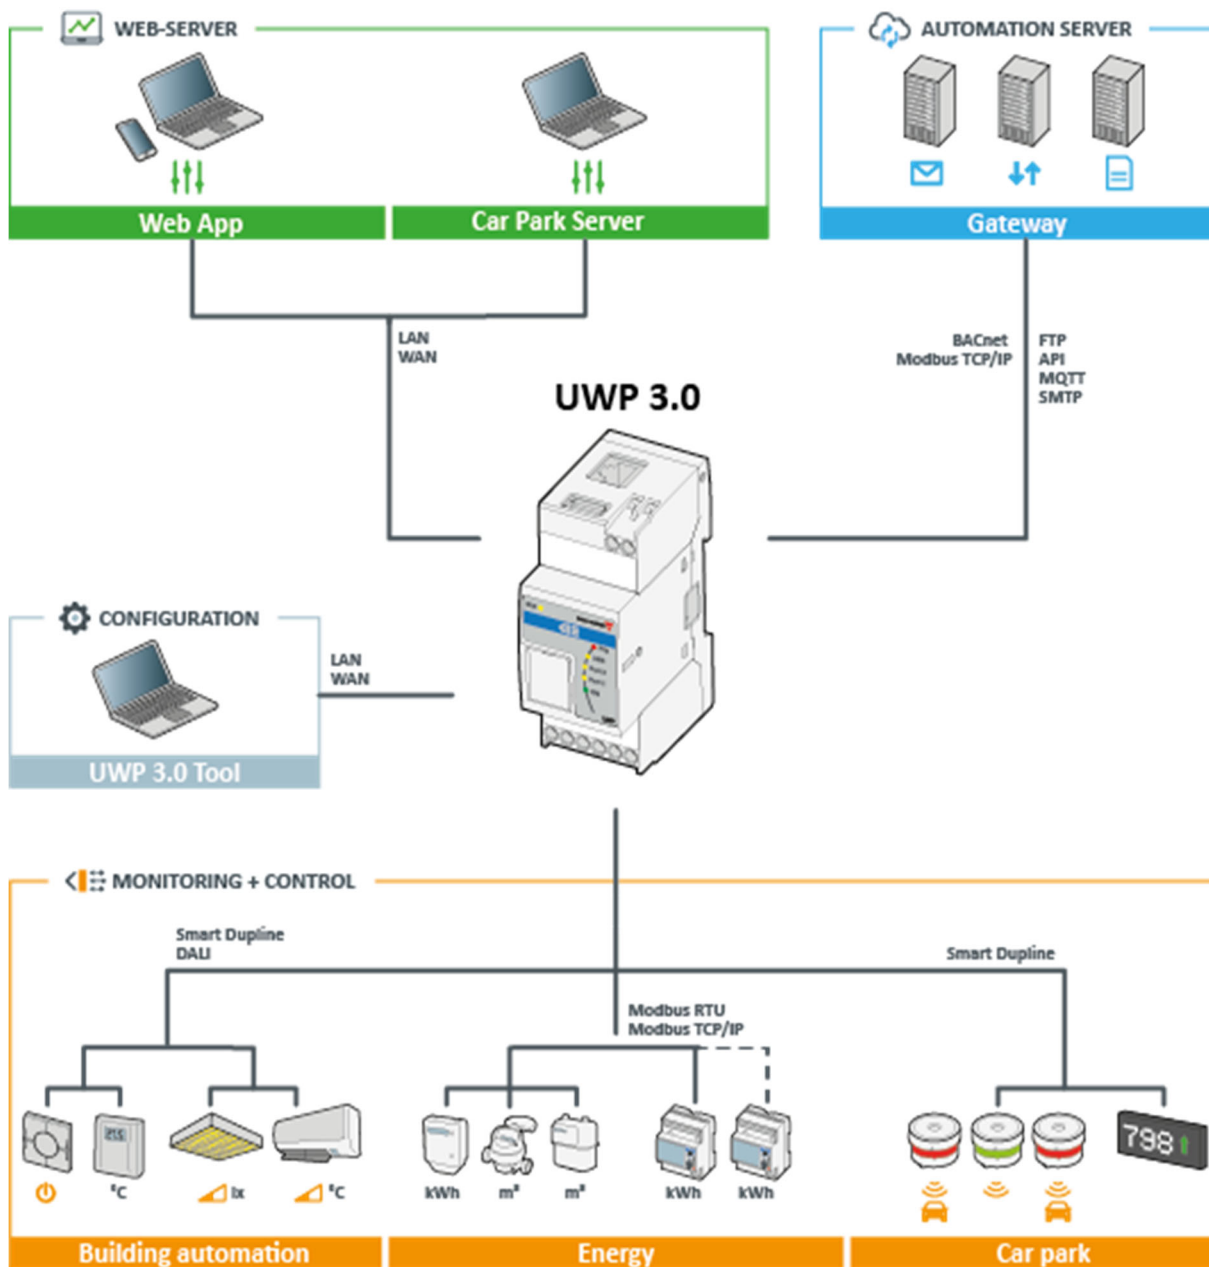 WEB-SERVER
AUTOMATION SERVER
Web App
Car Park Server
Gateway
LAN
WAN
BACnet
Modbus TCP/IP
FTP
API
MQTT
SMTP
UWP 3.0
CONFIGURATION
LAN
WAN
UWP 3.0 Tool
MONITORING + CONTROL
Smart Dupline
DALI
Smart Dupline
Modbus RTU
Modbus TCP/IP
798
°C
lx
°C
kWh
m³
m³
kWh
kWh
Building automation
Energy
Car park